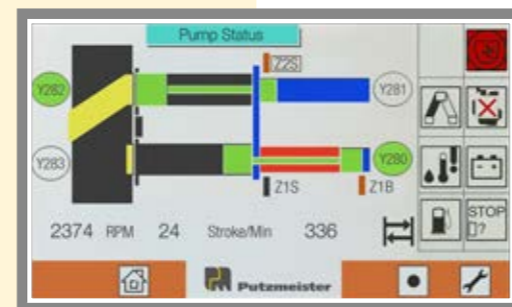 Pump Status
Z2S
Y282
Y281
Y283
Y280
Z1S
Z1B
2374 RPM 24 Stroke/Min 336
STOP
?
Putzmeister